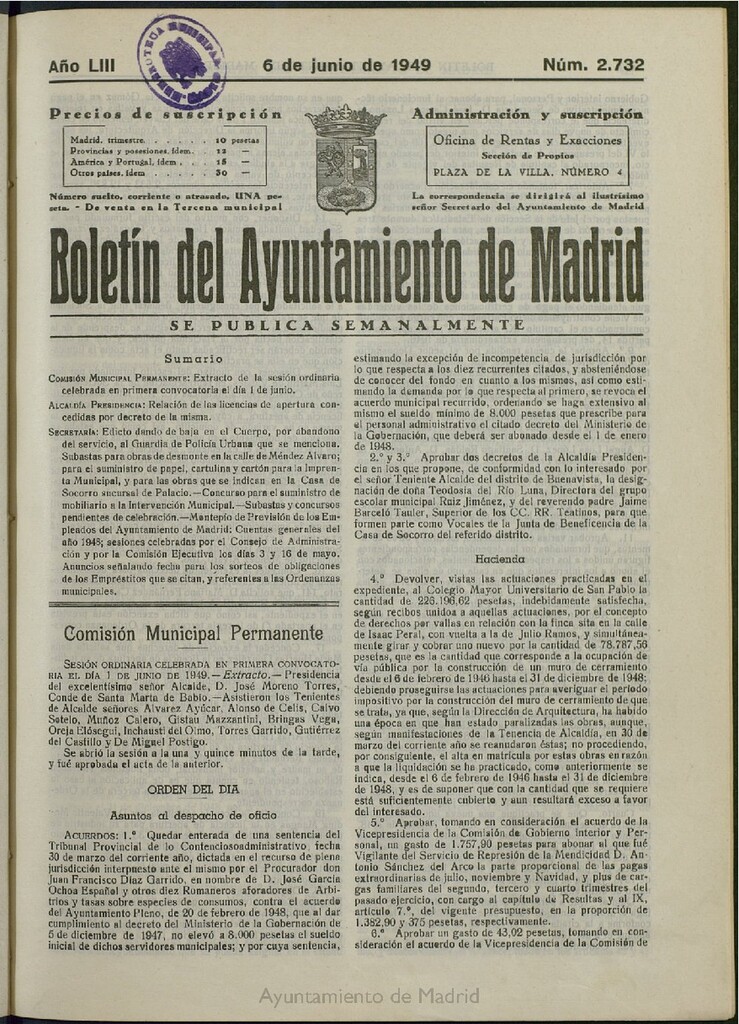 Año LIII
6 de junio de 1949
Núm. 2.732
Precios de suscripción
Madrid, trimestre. . . . . . 10 pesetas
Provincias y posesiones, ídem. . 12 —
América y Portugal, ídem . . . 15 —
Otros países, ídem . . . . . 30 —
Número suelto, corriente o atrasado, UNA pe-
seta. - De venta en la Tercena municipal
Administración y suscripción
Oficina de Rentas y Exacciones
Sección de Propios
PLAZA DE LA VILLA, NÚMERO 4
La correspondencia se dirigirá al ilustrísimo
señor Secretario del Ayuntamiento de Madrid
Boletín del Ayuntamiento de Madrid
SE PUBLICA SEMANALMENTE
Sumario
COMISIÓN MUNICIPAL PERMANENTE: Extracto de la sesión ordinaria
celebrada en primera convocatoria el día 1 de junio.
ALCALDÍA PRESIDENCIA: Relación de las licencias de apertura con-
cedidas por decreto de la misma.
SECRETARÍA: Edicto dando de baja en el Cuerpo, por abandono
del servicio, al Guardia de Policía Urbana que se menciona.
Subastas para obras de desmonte en la calle de Méndez Alvaro;
para el suministro de papel, cartulina y cartón para la Impren-
ta Municipal, y para las obras que se indican en la Casa de
Socorro sucursal de Palacio.—Concurso para el suministro de
mobiliario a la Intervención Municipal.—Subastas y concursos
pendientes de celebración.—Montepío de Previsión de los Em-
pleados del Ayuntamiento de Madrid: Cuentas generales del
año 1948; sesiones celebradas por el Consejo de Administra-
ción y por la Comisión Ejecutiva los días 3 y 16 de mayo.
Anuncios señalando fecha para los sorteos de obligaciones
de los Empréstitos que se citan, y referentes a las Ordenanzas
municipales.
Comisión Municipal Permanente
SESIÓN ORDINARIA CELEBRADA EN PRIMERA CONVOCATO-
RIA EL DÍA 1 DE JUNIO DE 1949.—Extracto.—Presidencia
del excelentísimo señor Alcalde, D. José Moreno Torres,
Conde de Santa Marta de Babío.—Asistieron los Tenientes
de Alcalde señores Alvarez Ayúcar, Alonso de Celis, Calvo
Sotelo, Muñoz Calero, Gistau Mazzantini, Bringas Vega,
Oreja Elósegui, Inchausti del Olmo, Torres Garrido, Gutiérrez
del Castillo y De Miguel Postigo.
Se abrió la sesión a la una y quince minutos de la tarde,
y fué aprobada el acta de la anterior.
ORDEN DEL DIA
Asuntos al despacho de oficio
ACUERDOS: 1.º Quedar enterada de una sentencia del
Tribunal Provincial de lo Contenciosoadministrativo, fecha
30 de marzo del corriente año, dictada en el recurso de plena
jurisdicción interpuesto ante el mismo por el Procurador don
Juan Francisco Díaz Garrido, en nombre de D. José García
Ochoa Español y otros diez Romaneros aforadores de Arbi-
trios y tasas sobre especies de consumos, contra el acuerdo
del Ayuntamiento Pleno, de 20 de febrero de 1948, que al dar
cumplimiento al decreto del Ministerio de la Gobernación de
5 de diciembre de 1947, no elevó a 8.000 pesetas el sueldo
inicial de dichos servidores municipales; y por cuya sentencia,
estimando la excepción de incompetencia de jurisdicción por
lo que respecta a los diez recurrentes citados, y absteniéndose
de conocer del fondo en cuanto a los mismos, así como esti-
mando la demanda por lo que respecta al primero, se revoca el
acuerdo municipal recurrido, ordenando se haga extensivo al
mismo el sueldo mínimo de 8.000 pesetas que prescribe para
el personal administrativo el citado decreto del Ministerio de
la Gobernación, que deberá ser abonado desde el 1 de enero
de 1948.
2.º y 3.º Aprobar dos decretos de la Alcaldía Presiden-
cia en los que propone, de conformidad con lo interesado por
el señor Teniente Alcalde del distrito de Buenavista, la desig-
nación de doña Teodosia del Río Luna, Directora del grupo
escolar municipal Ruiz Jiménez, y del reverendo padre Jaime
Barceló Tauler, Superior de los CC. RR. Teatinos, para que
formen parte como Vocales de la Junta de Beneficencia de la
Casa de Socorro del referido distrito.
Hacienda
4.º Devolver, vistas las actuaciones practicadas en el
expediente, al Colegio Mayor Universitario de San Pablo la
cantidad de 226.196,62 pesetas, indebidamente satisfecha,
según recibos unidos a aquellas actuaciones, por el concepto
de derechos por vallas en relación con la finca sita en la calle
de Isaac Peral, con vuelta a la de Julio Ramos, y simultánea-
mente girar y cobrar uno nuevo por la cantidad de 78.787,56
pesetas, que es la cantidad que corresponde a la ocupación de
vía pública por la construcción de un muro de cerramiento
desde el 6 de febrero de 1946 hasta el 31 de diciembre de 1948;
debiendo proseguirse las actuaciones para averiguar el período
impositivo por la construcción del muro de cerramiento de que
se trata, ya que, según la Dirección de Arquitectura, ha habido
una época en que han estado paralizadas las obras, aunque,
según manifestaciones de la Tenencia de Alcaldía, en 30 de
marzo del corriente año se reanudaron éstas; no procediendo,
por consiguiente, el alta en matrícula por estas obras en razón
a que la liquidación se ha practicado, como anteriormente se
indica, desde el 6 de febrero de 1946 hasta el 31 de diciembre
de 1948, y es de suponer que con la cantidad que se requiere
está suficientemente cubierto y aun resultará exceso a favor
del interesado.
5.º Aprobar, tomando en consideración el acuerdo de la
Vicepresidencia de la Comisión de Gobierno Interior y Per-
sonal, un gasto de 1.757,90 pesetas para abonar al que fué
Vigilante del Servicio de Represión de la Mendicidad D. An-
tonio Sánchez del Arco la parte proporcional de las pagas
extraordinarias de julio, noviembre y Navidad, y plus de car-
gas familiares del segundo, tercero y cuarto trimestres del
pasado ejercicio, con cargo al capítulo de Resultas y al IX,
artículo 7.º, del vigente presupuesto, en la proporción de
1.382,90 y 375 pesetas, respectivamente.
6.º Aprobar un gasto de 43,02 pesetas, tomando en con-
sideración el acuerdo de la Vicepresidencia de la Comisión de
Ayuntamiento de Madrid